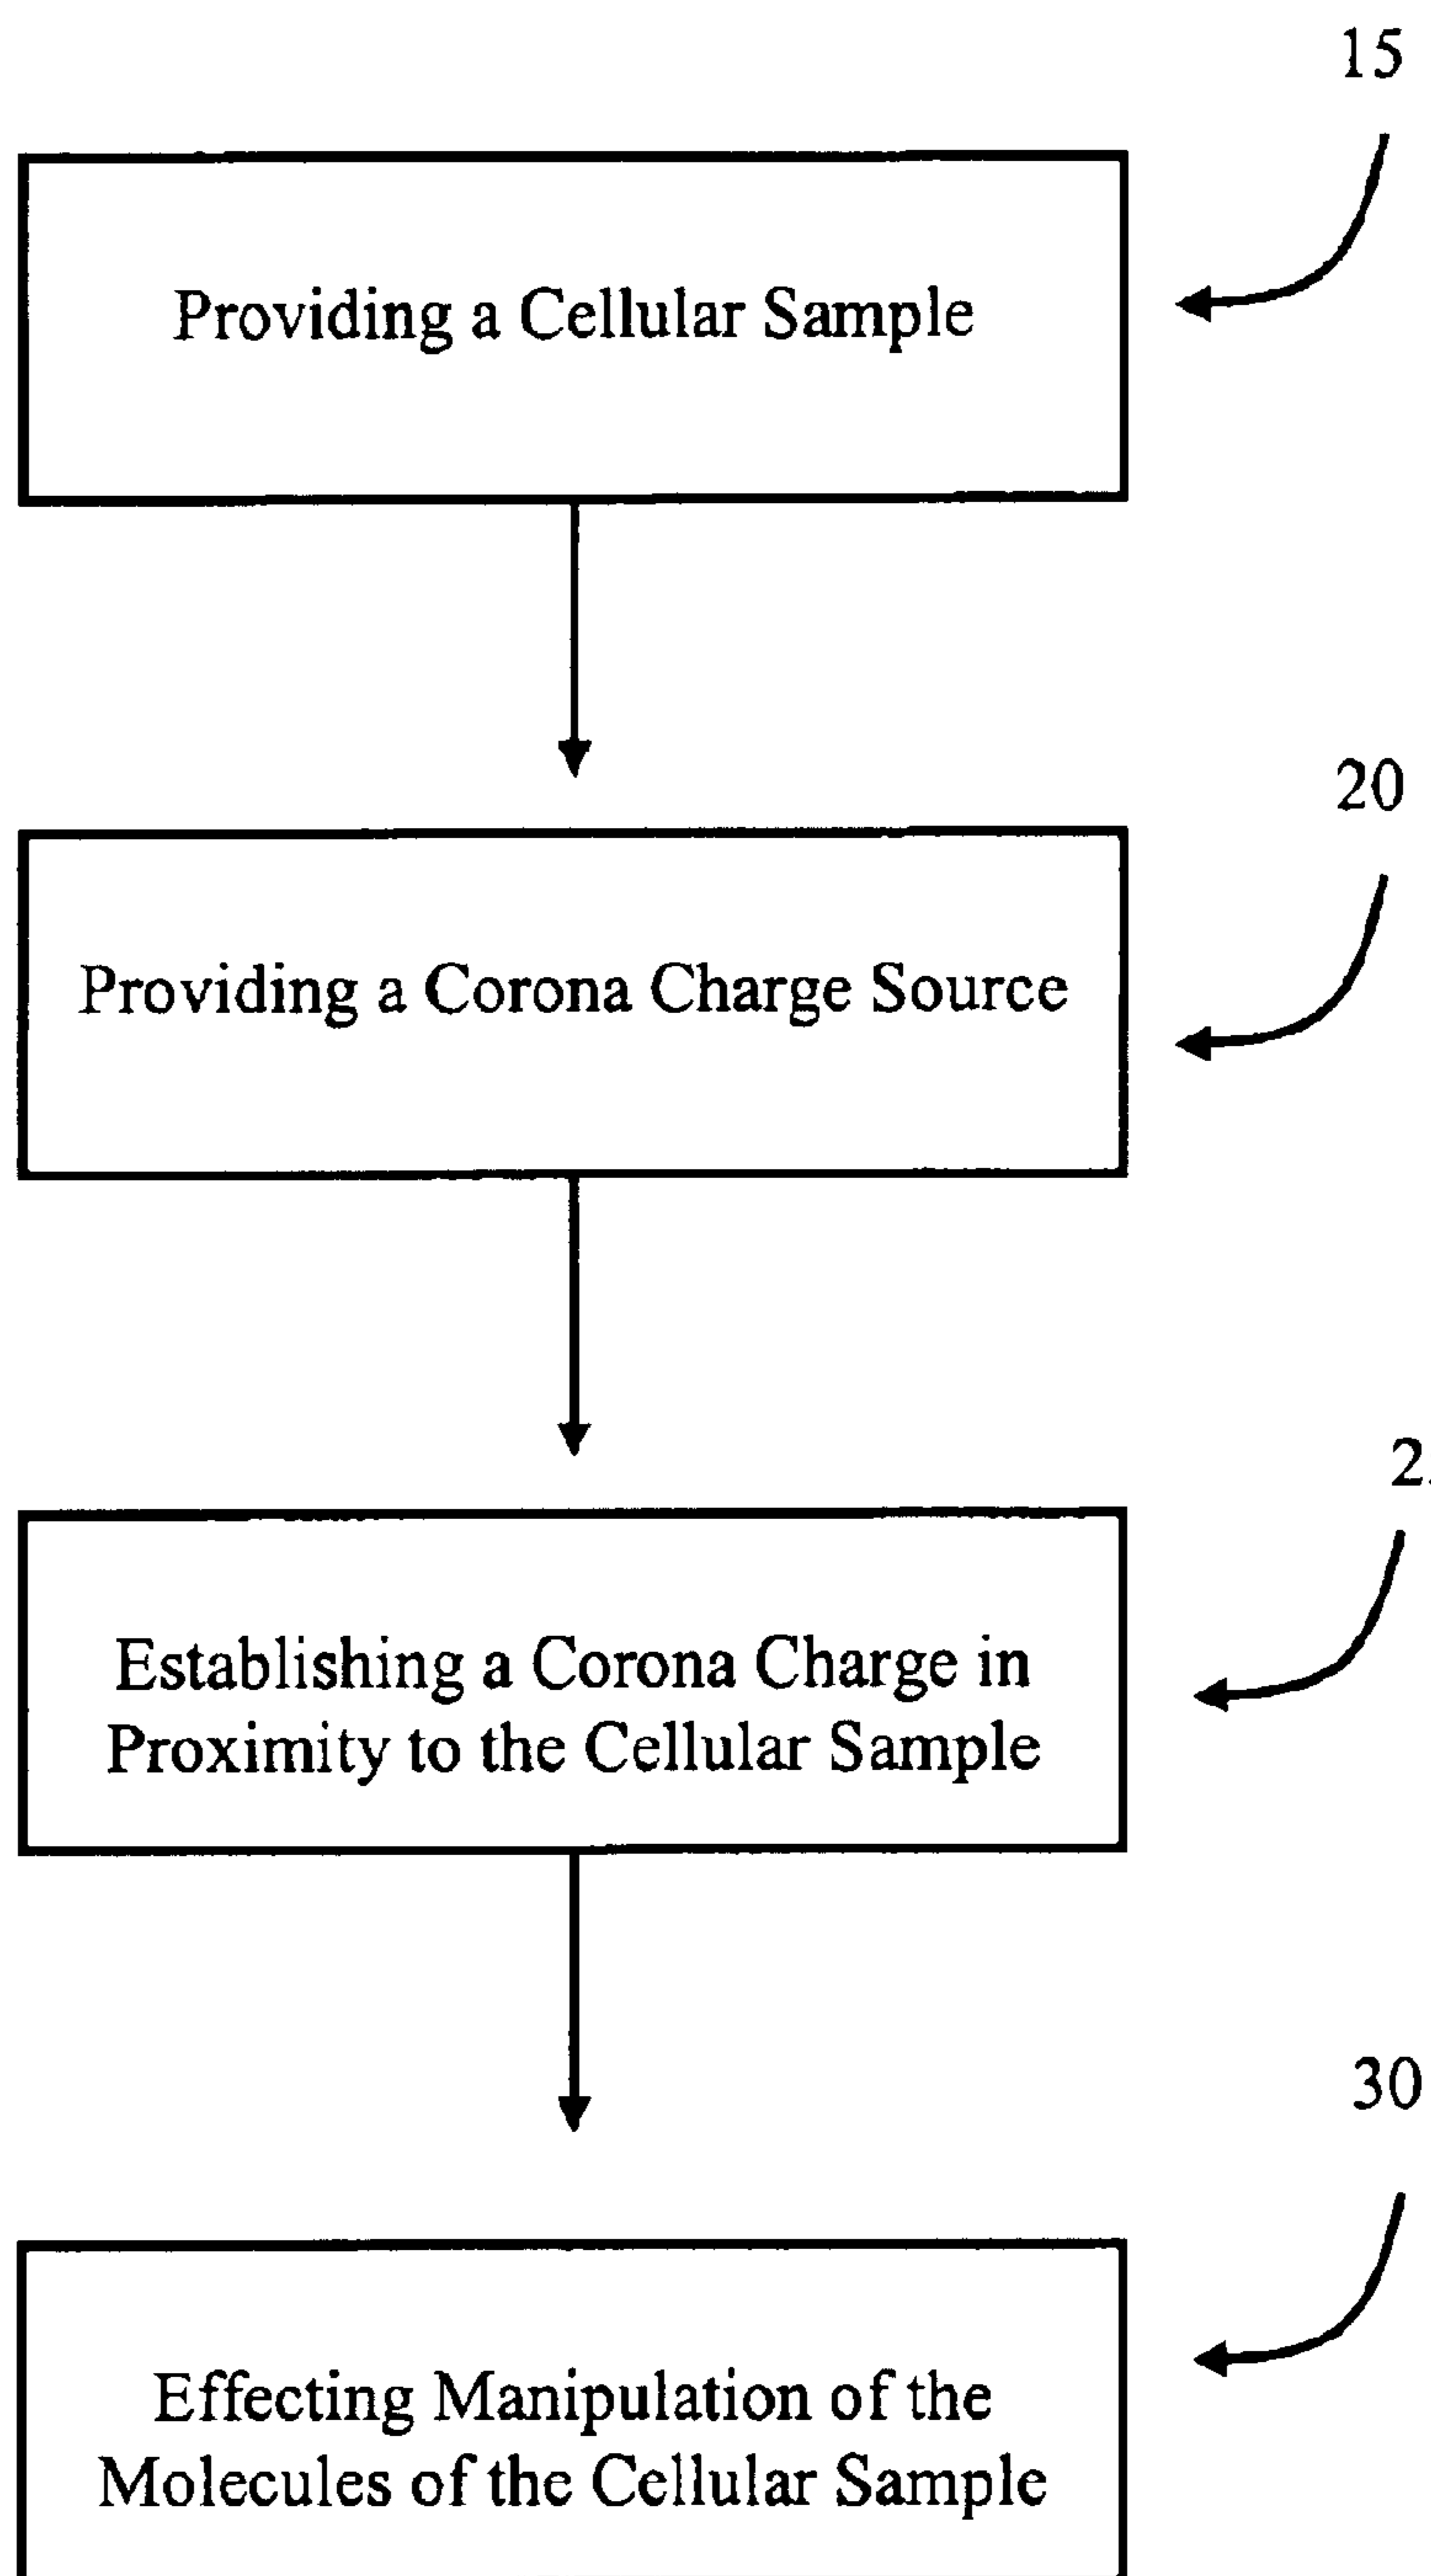 15
Providing a Cellular Sample
20
Providing a Corona Charge Source
Establishing a Corona Charge in
Proximity to the Cellular Sample
30
Effecting Manipulation of the
Molecules of the Cellular Sample